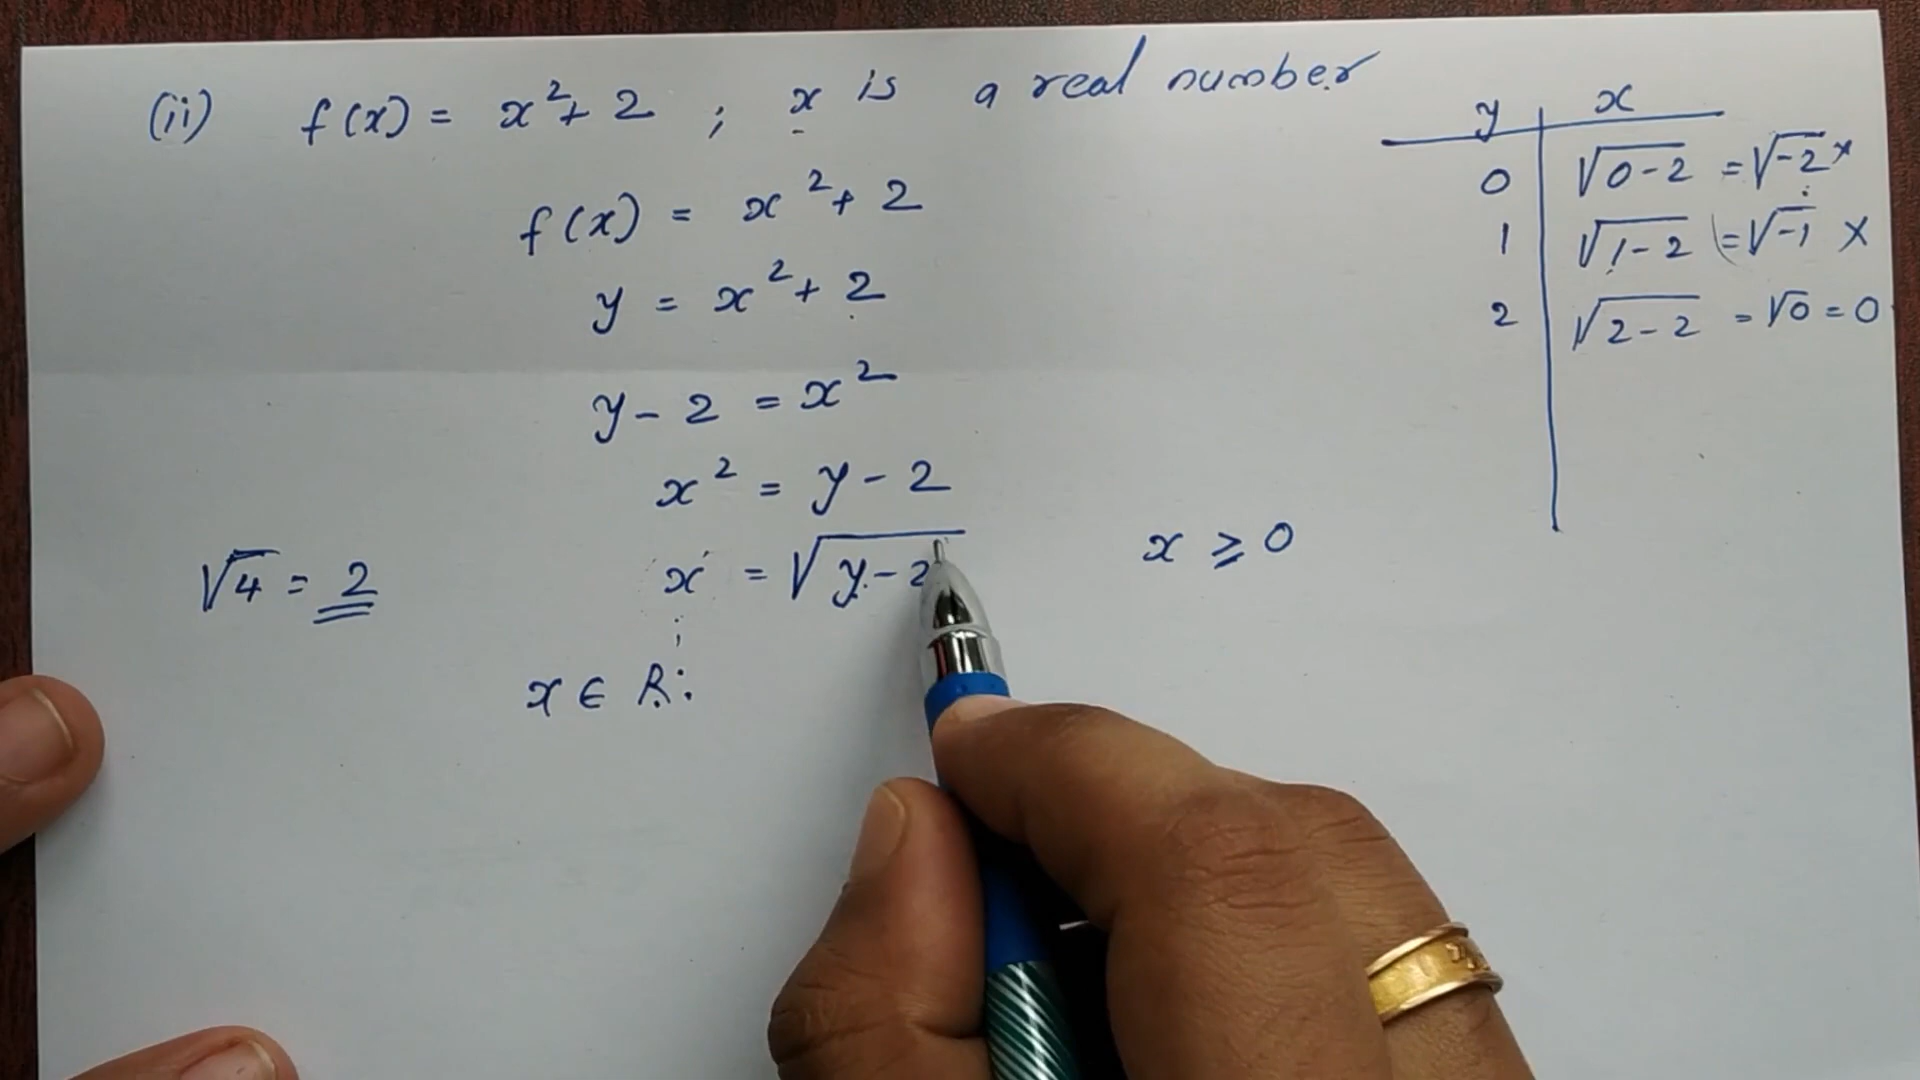 (ii) f(x) = x²+ 2 ; x is a real number
f(x) = x²+ 2
y = x²+ 2
y - 2 = x²
x² = y - 2
x = √y-2
x ≥ 0
√4 = 2
x ∈ R
y x
0 √0-2 = √-2 ×
1 √1-2 = √-1 ×
2 √2-2 = √0 = 0